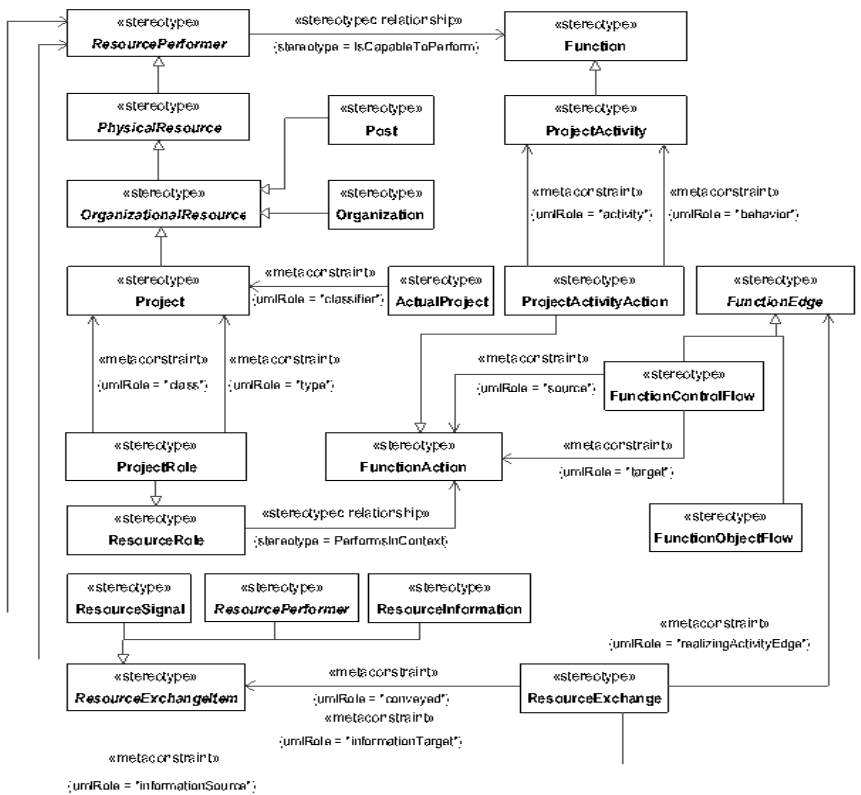 «stereotype»
ResourcePerformer
«stereotypec relationship»
{stereotype = IsCapableToPerform}
«stereotype»
Function
«stereotype»
PhysicalResource
«stereotype»
Post
«stereotype»
ProjectActivity
«stereotype»
OrganizationalResource
«stereotype»
Organization
«metaconstraint»
{umlRole = "activity"}
«metaconstraint»
{umlRole = "behavior"}
«stereotype»
Project
«metaconstraint»
{umlRole = "classifier"}
«stereotype»
ActualProject
«stereotype»
ProjectActivityAction
«stereotype»
FunctionEdge
«metaconstraint»
{umlRole = "class"}
«metaconstraint»
{umlRole = "type"}
«metaconstraint»
{umlRole = "source"}
«stereotype»
FunctionControlFlow
«stereotype»
ProjectRole
«stereotype»
FunctionAction
«metaconstraint»
{umlRole = "target"}
«stereotype»
ResourceRole
«stereotypec relationship»
{stereotype = PerformsInContext}
«stereotype»
FunctionObjectFlow
«stereotype»
ResourceSignal
«stereotype»
ResourcePerformer
«stereotype»
ResourceInformation
«metaconstraint»
{umlRole = "realizingActivityEdge"}
«stereotype»
ResourceExchangeItem
«metaconstraint»
{umlRole = "conveyed"}
«stereotype»
ResourceExchange
«metaconstraint»
{umlRole = "informationTarget"}
«metaconstraint»
{umlRole = "informationSource"}